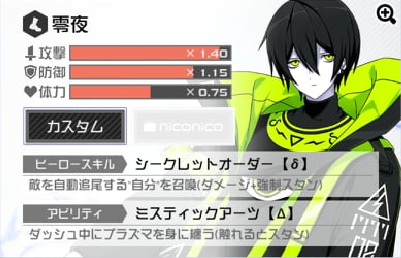 零夜
攻撃 ×1.40
防御 ×1.15
体力 ×0.75
カスタム niconico
ヒーロースキル シークレットオーダー【δ】
敵を自動追尾する"自分"を召喚(ダメージ+強制スタン)
アビリティ ミスティックアーツ【Δ】
ダッシュ中にプラズマを身に纏う(触れるとスタン)